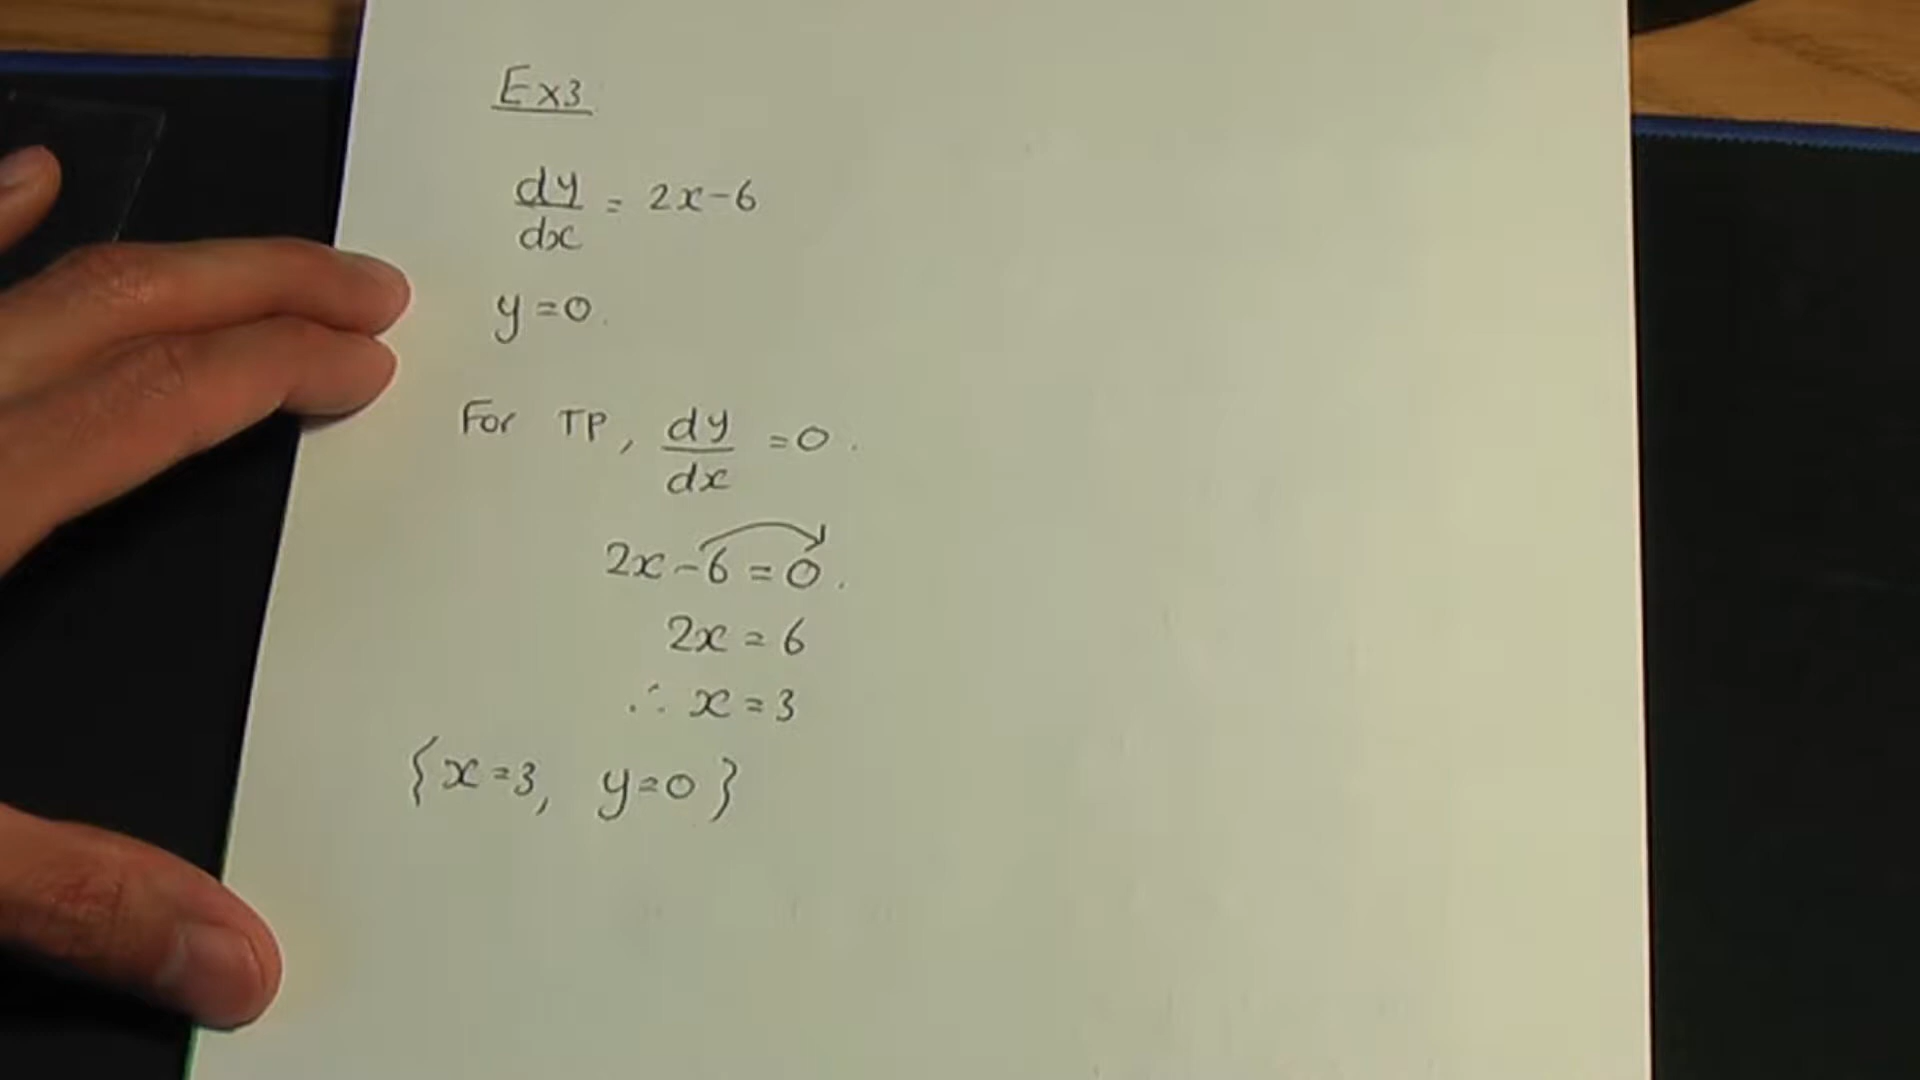 Ex3
dy/dx = 2x-6
y=0.
For TP, dy/dx =0.
2x-6=0.
2x=6
∴ x=3
{x=3, y=0}